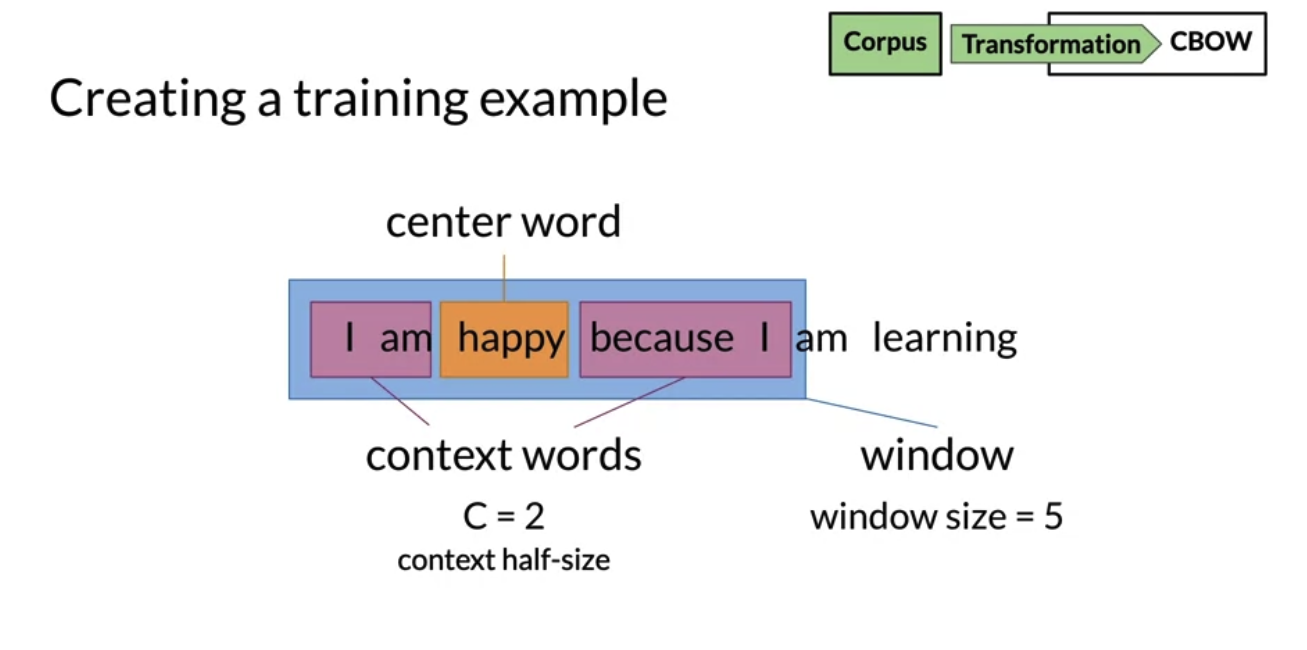 Corpus Transformation CBOW
Creating a training example
center word
I am happy because I am learning
context words window
C = 2 window size = 5
context half-size